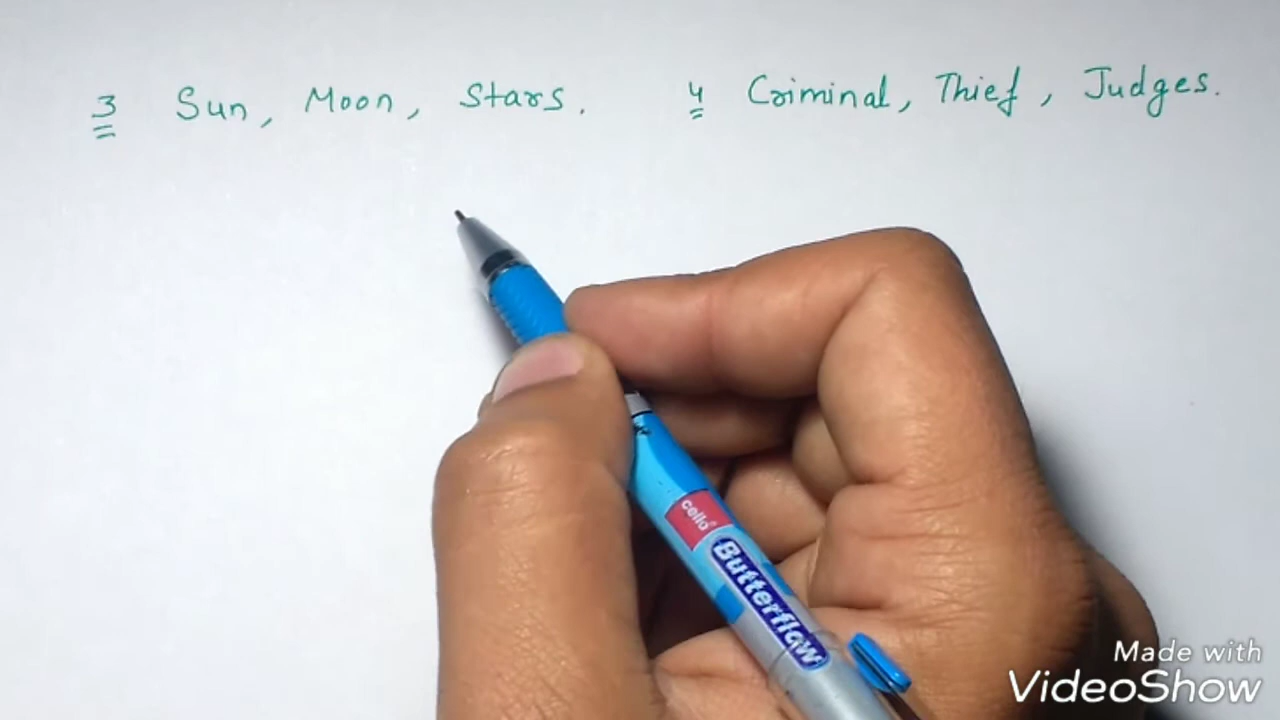 3 Sun, Moon, Stars. 4 Criminal, Thief, Judges.
cello
Butterflow
Made with
VideoShow